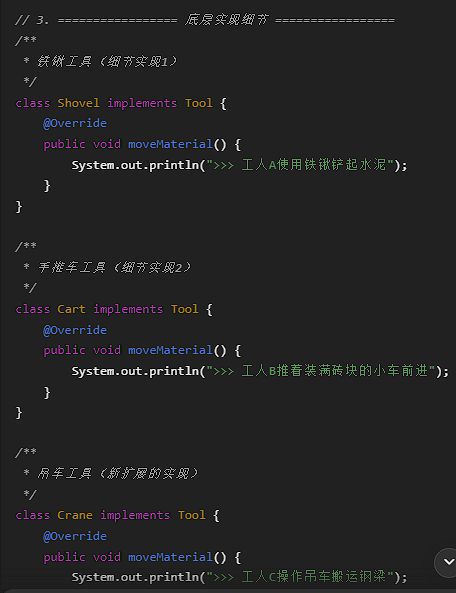 // 3. ================= 底层实现细节 =================
/**
 * 铁锹工具（细节实现1）
 */
class Shovel implements Tool {
    @Override
    public void moveMaterial() {
        System.out.println(">>> 工人A使用铁锹铲起水泥");
    }
}

/**
 * 手推车工具（细节实现2）
 */
class Cart implements Tool {
    @Override
    public void moveMaterial() {
        System.out.println(">>> 工人B推着装满砖块的小车前进");
    }
}

/**
 * 吊车工具（新扩展的实现）
 */
class Crane implements Tool {
    @Override
    public void moveMaterial() {
        System.out.println(">>> 工人C操作吊车搬运钢梁");